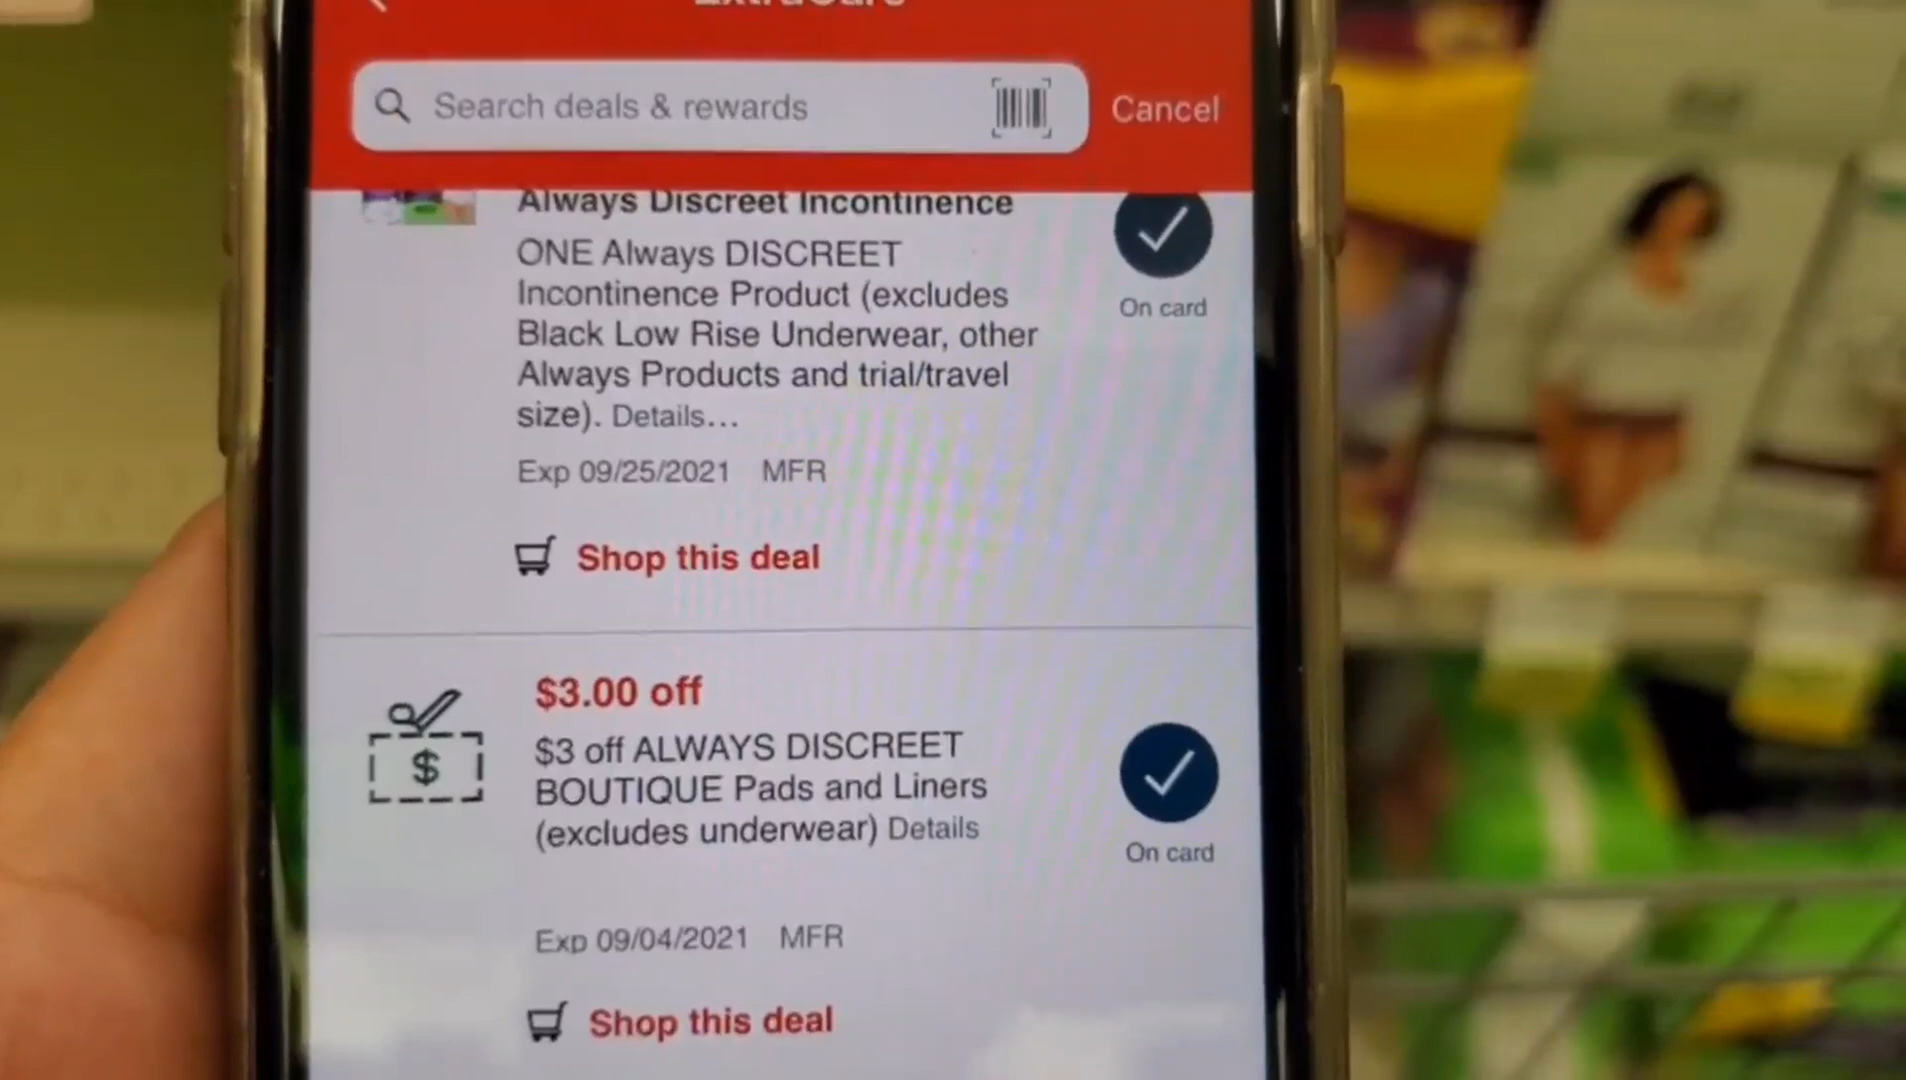 ExtraCare
Search deals & rewards
Cancel
Always Discreet Incontinence
ONE Always DISCREET
Incontinence Product (excludes
Black Low Rise Underwear, other
Always Products and trial/travel
size). Details...
On card
Exp 09/25/2021 MFR
Shop this deal
$3.00 off
$3 off ALWAYS DISCREET
BOUTIQUE Pads and Liners
(excludes underwear) Details
$
On card
Exp 09/04/2021 MFR
Shop this deal